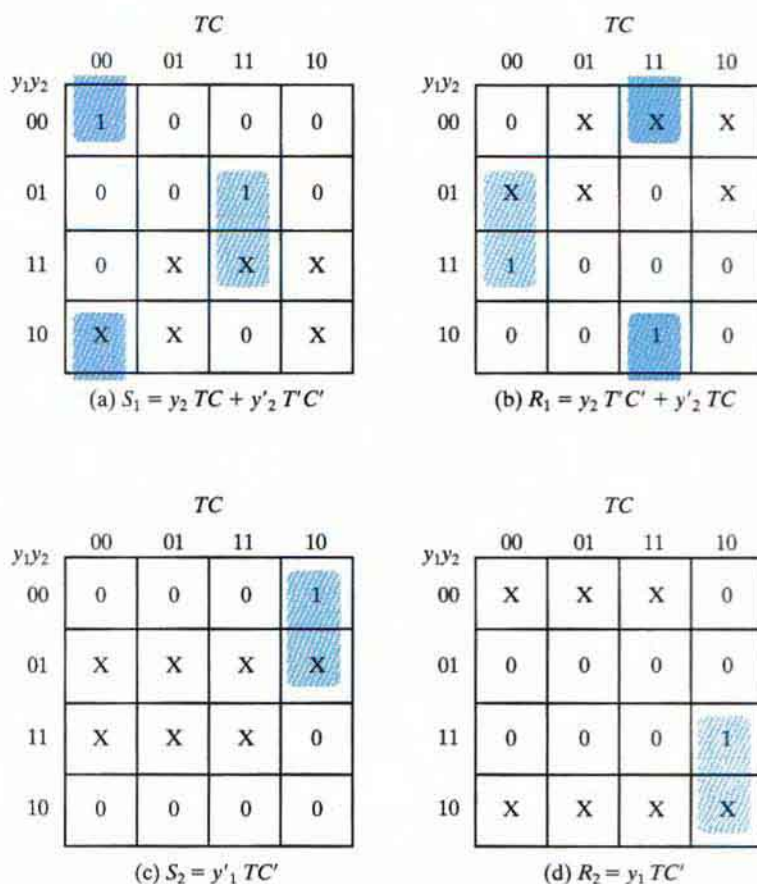 TC
00 01 11 10
y₁y₂
00 1 0 0 0
01 0 0 1 0
11 0 X X X
10 X X 0 X
(a) S₁ = y₂ TC + y'₂ T'C'
TC
00 01 11 10
y₁y₂
00 0 X X X
01 X X 0 X
11 1 0 0 0
10 0 0 1 0
(b) R₁ = y₂ T'C' + y'₂ TC
TC
00 01 11 10
y₁y₂
00 0 0 0 1
01 X X X X
11 X X X 0
10 0 0 0 0
(c) S₂ = y'₁ TC'
TC
00 01 11 10
y₁y₂
00 X X X 0
01 0 0 0 0
11 0 0 0 1
10 X X X X
(d) R₂ = y₁ TC'